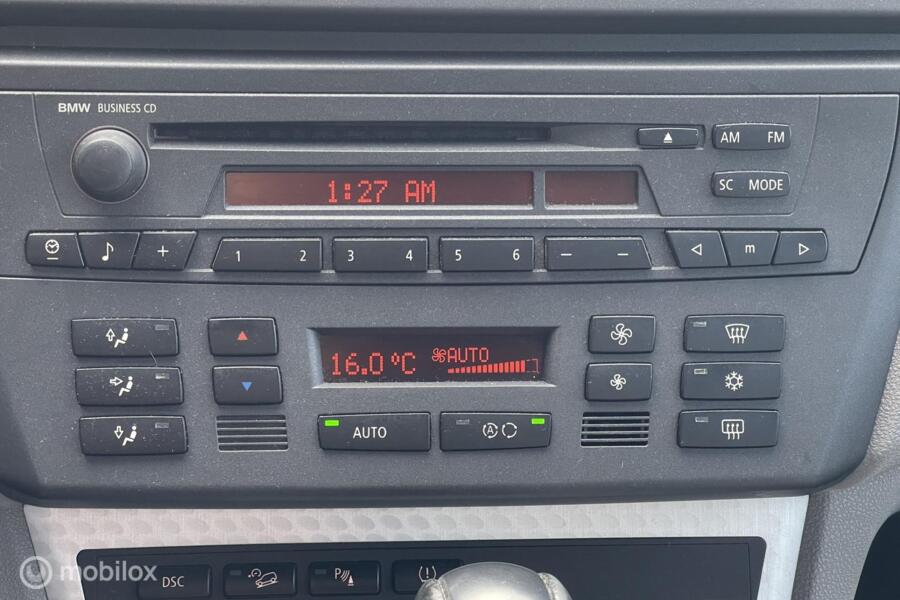 BMW BUSINESS CD
AM FM
1:27 AM
SC MODE
1 2 3 4 5 6 m
16.0 °C AUTO
AUTO A
DSC P
mobilox